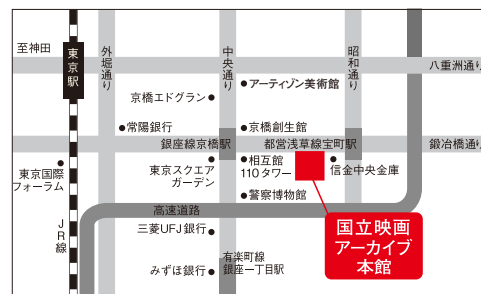 至神田
東京駅
外堀通り
中央通り
昭和通り
八重洲通り
アーティゾン美術館
京橋エドグラン
常陽銀行
京橋創生館
銀座線京橋駅
都営浅草線宝町駅
鍛冶橋通り
東京国際
フォーラム
東京スクエア
ガーデン
相互館
110タワー
信金中央金庫
警察博物館
高速道路
JR線
三菱UFJ銀行
有楽町線
銀座一丁目駅
みずほ銀行
国立映画
アーカイブ
本館